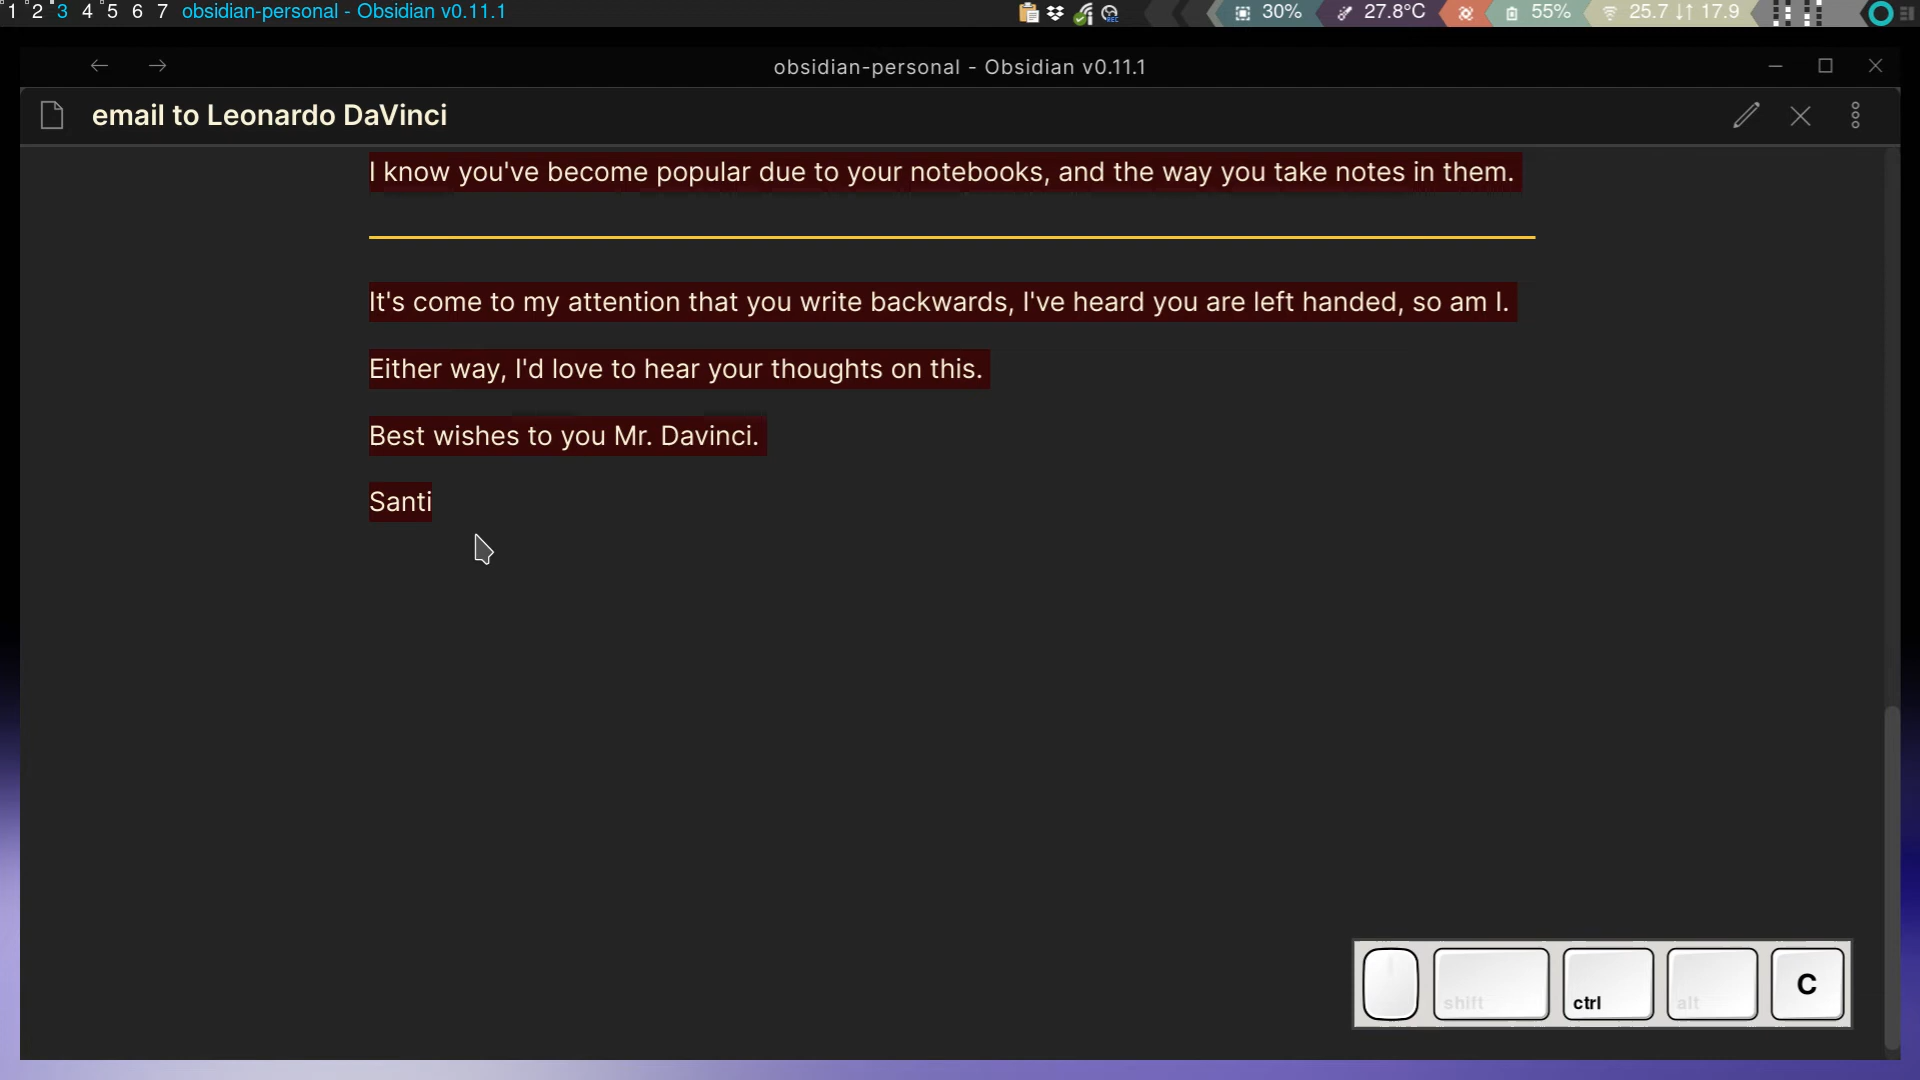 1 2 3 4 5 6 7 obsidian-personal - Obsidian v0.11.1 30% 27.8°C 55% 25.7 ↓↑ 17.9
obsidian-personal - Obsidian v0.11.1
email to Leonardo DaVinci
I know you've become popular due to your notebooks, and the way you take notes in them.
It's come to my attention that you write backwards, I've heard you are left handed, so am I.
Either way, I'd love to hear your thoughts on this.
Best wishes to you Mr. Davinci.
Santi
shift ctrl alt C